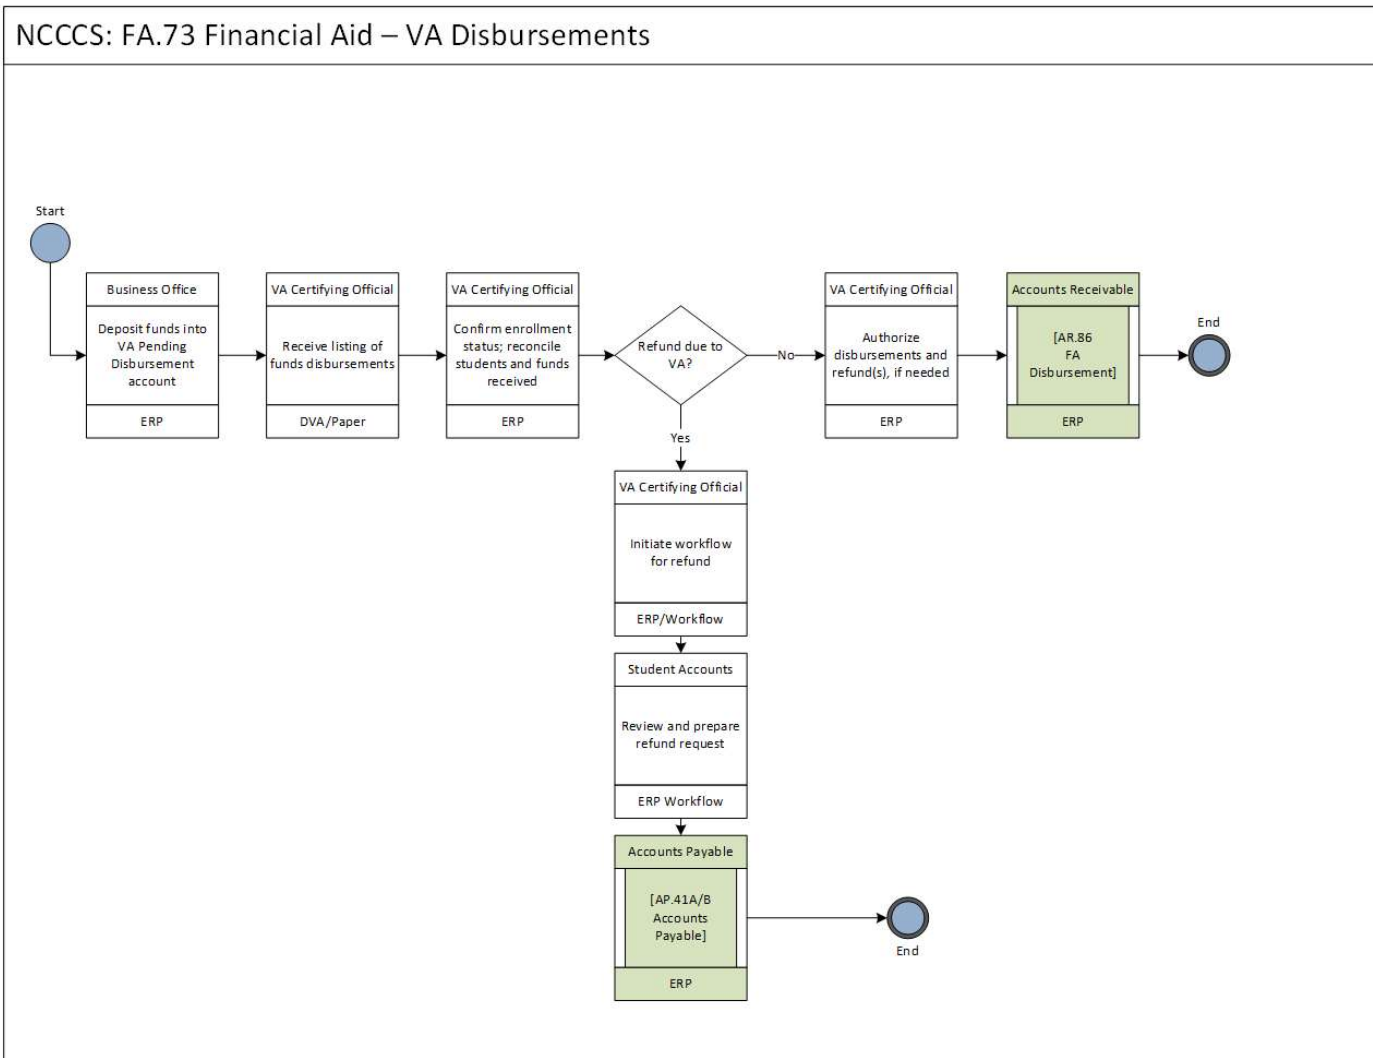 NCCCS: FA.73 Financial Aid – VA Disbursements
Start
Business Office
Deposit funds into
VA Pending
Disbursement
account
ERP
VA Certifying Official
Receive listing of
funds disbursements
DVA/Paper
VA Certifying Official
Confirm enrollment
status; reconcile
students and funds
received
ERP
Refund due to
VA?
No
VA Certifying Official
Authorize
disbursements and
refund(s), if needed
ERP
Accounts Receivable
[AR.86
FA
Disbursement]
ERP
End
Yes
VA Certifying Official
Initiate workflow
for refund
ERP/Workflow
Student Accounts
Review and prepare
refund request
ERP Workflow
Accounts Payable
[AP.41A/B
Accounts
Payable]
ERP
End